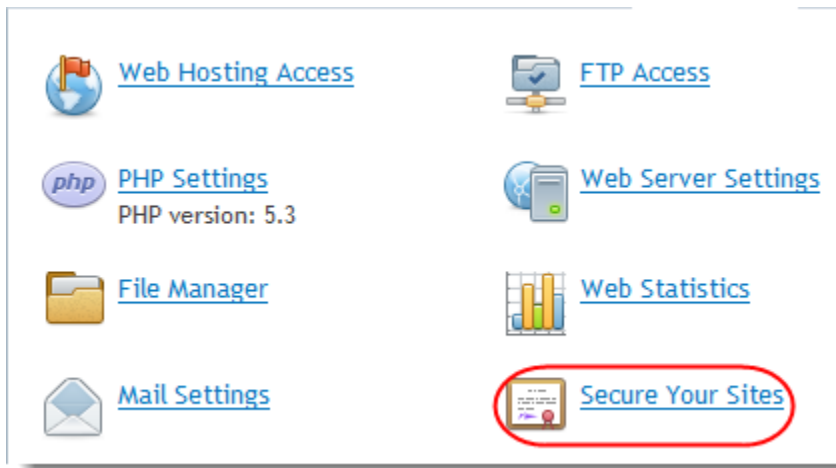 Web Hosting Access
FTP Access
php
PHP Settings
PHP version: 5.3
Web Server Settings
File Manager
Web Statistics
Mail Settings
Secure Your Sites